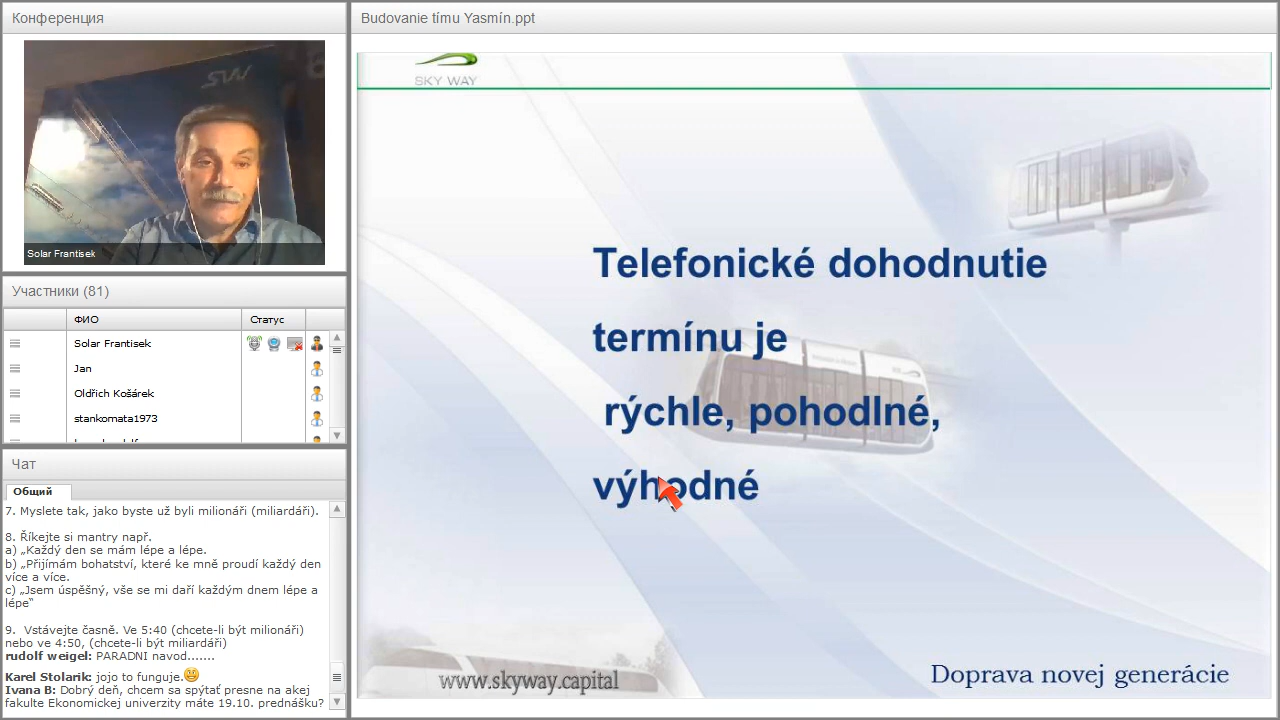 Конференция
SW
Solar Frantisek
Участники (81)
ФИО
Статус
Solar Frantisek
Jan
Oldřich Košárek
stankomata1973
Чат
Общий
7. Myslete tak, jako byste už byli milionáři (miliardáři).
8. Říkejte si mantry např.
a) „Každý den se mám lépe a lépe.
b) „Přijímám bohatství, které ke mně proudí každý den
více a více.
c) „Jsem úspěšný, vše se mi daří každým dnem lépe a
lépe“
9. Vstávejte časně. Ve 5:40 (chcete-li být milionáři)
nebo ve 4:50, (chcete-li být miliardáři)
rudolf weigel: PARADNI navod.......
Karel Stolarik: jojo to funguje.
Ivana B: Dobrý deň, chcem sa spýtať presne na akej
fakulte Ekonomickej univerzity máte 19.10. prednášku?
Budovanie tímu Yasmín.ppt
SKY WAY
Telefonické dohodnutie
termínu je
rýchle, pohodlné,
výhodné
www.skyway.capital
Doprava novej generácie